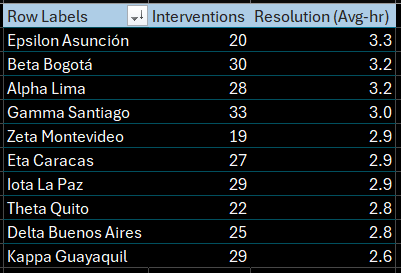 Row Labels Interventions Resolution (Avg-hr)
Epsilon Asunción 20 3.3
Beta Bogotá 30 3.2
Alpha Lima 28 3.2
Gamma Santiago 33 3.0
Zeta Montevideo 19 2.9
Eta Caracas 27 2.9
Iota La Paz 29 2.9
Theta Quito 22 2.8
Delta Buenos Aires 25 2.8
Kappa Guayaquil 29 2.6